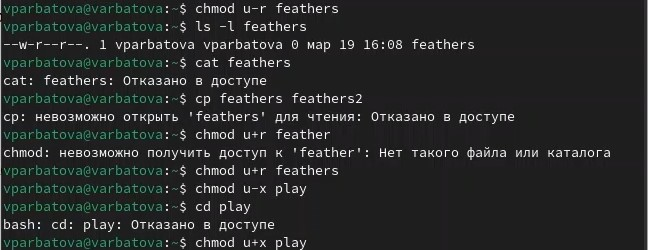 vparbatova@varbatova:~$ chmod u-r feathers
vparbatova@varbatova:~$ ls -l feathers
--w-r--r--. 1 vparbatova vparbatova 0 мар 19 16:08 feathers
vparbatova@varbatova:~$ cat feathers
cat: feathers: Отказано в доступе
vparbatova@varbatova:~$ cp feathers feathers2
cp: невозможно открыть 'feathers' для чтения: Отказано в доступе
vparbatova@varbatova:~$ chmod u+r feather
chmod: невозможно получить доступ к 'feather': Нет такого файла или каталога
vparbatova@varbatova:~$ chmod u+r feathers
vparbatova@varbatova:~$ chmod u-x play
vparbatova@varbatova:~$ cd play
bash: cd: play: Отказано в доступе
vparbatova@varbatova:~$ chmod u+x play